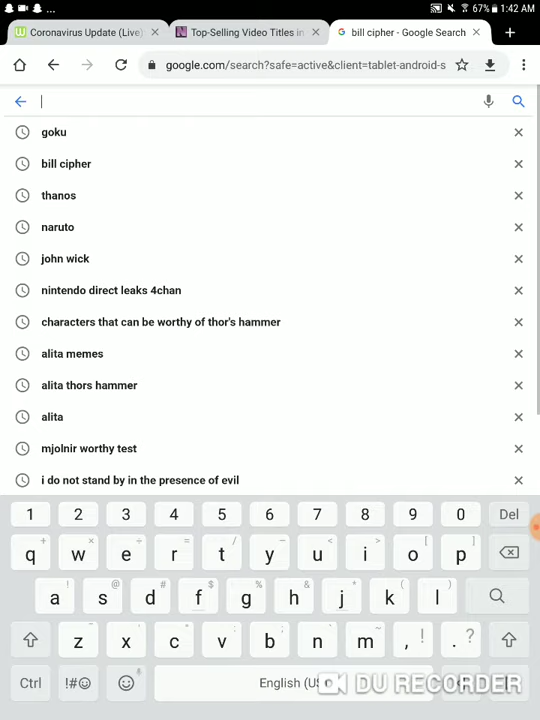 67% 1:42 AM
Coronavirus Update (Live)
Top-Selling Video Titles in
bill cipher - Google Search
google.com/search?safe=active&client=tablet-android-s
goku
bill cipher
thanos
naruto
john wick
nintendo direct leaks 4chan
characters that can be worthy of thor's hammer
alita memes
alita thors hammer
alita
mjolnir worthy test
i do not stand by in the presence of evil
1 2 3 4 5 6 7 8 9 0 Del
q w e r t y u i o p
a s d f g h j k l
z x c v b n m , ! . ?
Ctrl !#☺ English (US
DU RECORDER